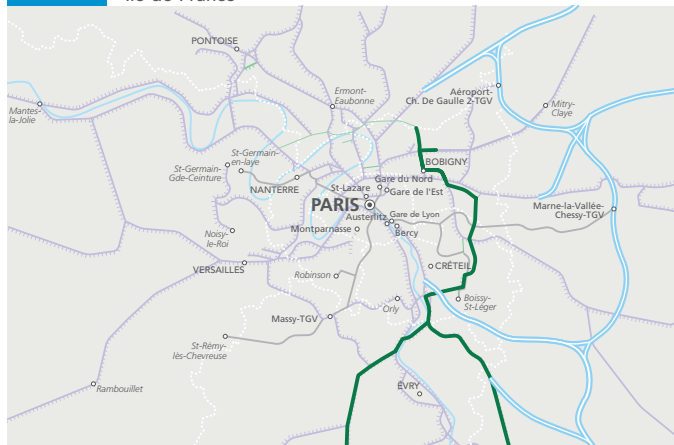 Île-de-France
PONTOISE
Mantes-
la-Jolie
Ermont-
Eaubonne
Aéroport-
Ch. De Gaulle 2-TGV
Mitry-
Claye
St-Germain-
en-laye
St-Germain-
Gde-Ceinture
BOBIGNY
NANTERRE
St-Lazare
Gare du Nord
Gare de l'Est
PARIS
Marne-la-Vallée-
Chessy-TGV
Austerlitz
Gare de Lyon
Montparnasse
Bercy
Noisy-
le-Roi
VERSAILLES
Robinson
CRÉTEIL
Boissy-
St-Léger
Orly
Massy-TGV
St-Rémy-
lès-Chevreuse
Rambouillet
ÉVRY